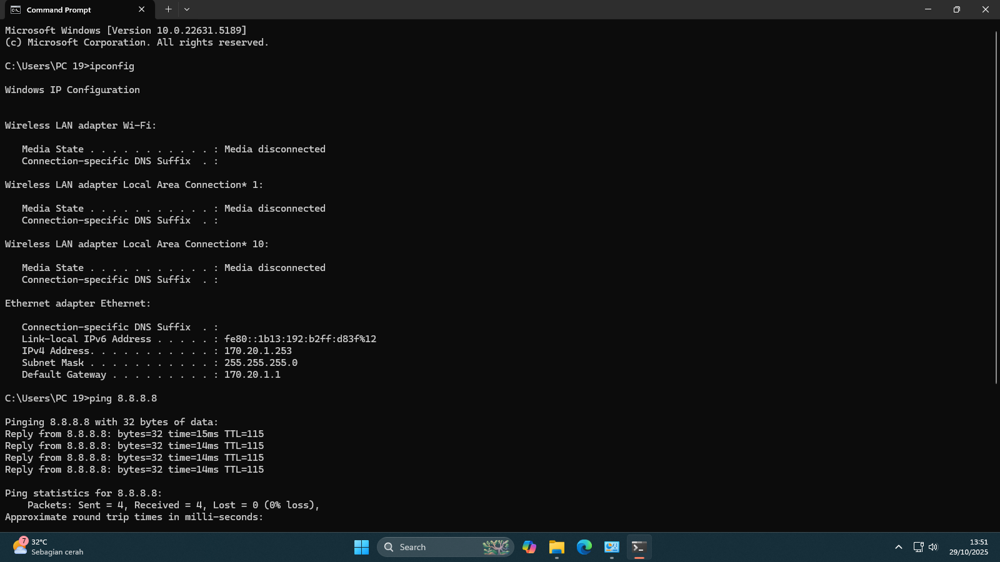 Command Prompt
Microsoft Windows [Version 10.0.22631.5189]
(c) Microsoft Corporation. All rights reserved.
C:\Users\PC 19>ipconfig
Windows IP Configuration
Wireless LAN adapter Wi-Fi:
   Media State . . . . . . . . . . . : Media disconnected
   Connection-specific DNS Suffix  . :
Wireless LAN adapter Local Area Connection* 1:
   Media State . . . . . . . . . . . : Media disconnected
   Connection-specific DNS Suffix  . :
Wireless LAN adapter Local Area Connection* 10:
   Media State . . . . . . . . . . . : Media disconnected
   Connection-specific DNS Suffix  . :
Ethernet adapter Ethernet:
   Connection-specific DNS Suffix  . :
   Link-local IPv6 Address . . . . . : fe80::1b13:192:b2ff:d83f%12
   IPv4 Address. . . . . . . . . . . : 170.20.1.253
   Subnet Mask . . . . . . . . . . . : 255.255.255.0
   Default Gateway . . . . . . . . . : 170.20.1.1
C:\Users\PC 19>ping 8.8.8.8
Pinging 8.8.8.8 with 32 bytes of data:
Reply from 8.8.8.8: bytes=32 time=15ms TTL=115
Reply from 8.8.8.8: bytes=32 time=14ms TTL=115
Reply from 8.8.8.8: bytes=32 time=14ms TTL=115
Reply from 8.8.8.8: bytes=32 time=14ms TTL=115
Ping statistics for 8.8.8.8:
    Packets: Sent = 4, Received = 4, Lost = 0 (0% loss),
Approximate round trip times in milli-seconds:
7
32°C
Sebagian cerah
Search
13:51
29/10/2025